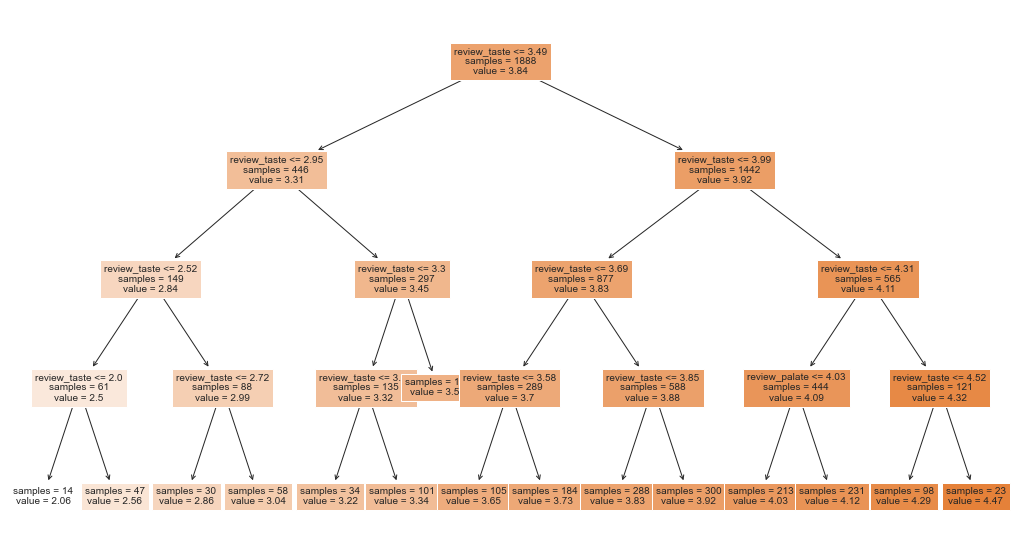 review_taste <= 3.49
samples = 1888
value = 3.84
review_taste <= 2.95
samples = 446
value = 3.31
review_taste <= 3.99
samples = 1442
value = 3.92
review_taste <= 2.52
samples = 149
value = 2.84
review_taste <= 3.3
samples = 297
value = 3.45
review_taste <= 3.69
samples = 877
value = 3.83
review_taste <= 4.31
samples = 565
value = 4.11
review_taste <= 2.0
samples = 61
value = 2.5
review_taste <= 2.72
samples = 88
value = 2.99
review_taste <=
samples = 135
value = 3.32
samples =
value =
review_taste <= 3.58
samples = 289
value = 3.7
review_taste <= 3.85
samples = 588
value = 3.88
review_palate <= 4.03
samples = 444
value = 4.09
review_taste <= 4.52
samples = 121
value = 4.32
samples = 14
value = 2.06
samples = 47
value = 2.56
samples = 30
value = 2.86
samples = 58
value = 3.04
samples = 34
value = 3.22
samples = 101
value = 3.34
samples = 105
value = 3.65
samples = 184
value = 3.73
samples = 288
value = 3.83
samples = 300
value = 3.92
samples = 213
value = 4.03
samples = 231
value = 4.12
samples = 98
value = 4.29
samples = 23
value = 4.47